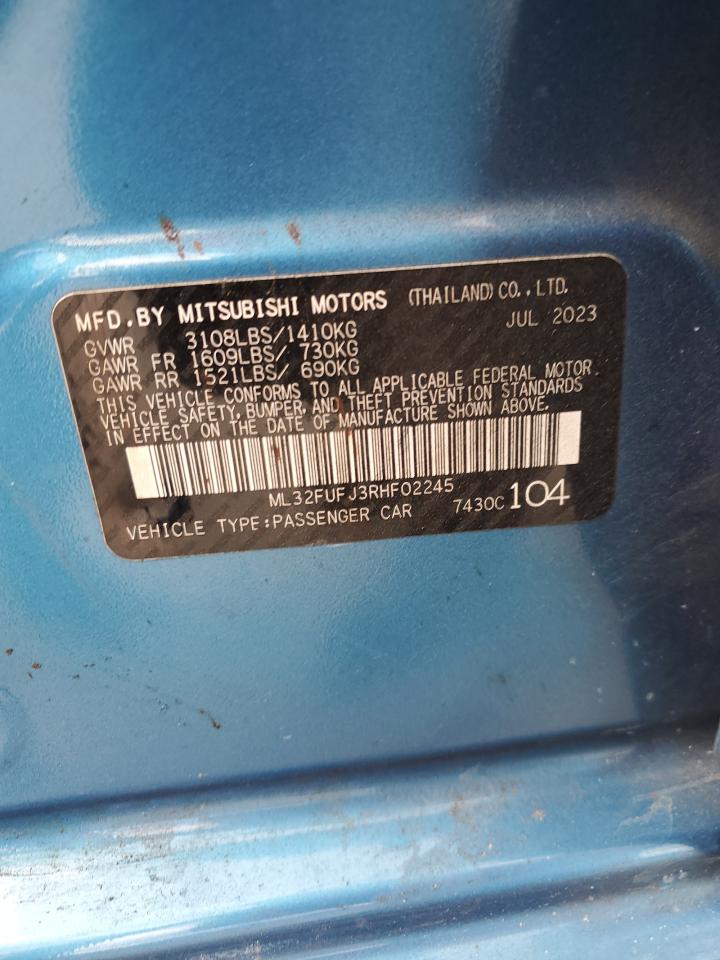 MFD.BY MITSUBISHI MOTORS (THAILAND) CO., LTD.
GVWR 3108LBS/1410KG JUL 2023
GAWR FR 1609LBS/ 730KG
GAWR RR 1521LBS/ 690KG
THIS VEHICLE CONFORMS TO ALL APPLICABLE FEDERAL MOTOR
VEHICLE SAFETY, BUMPER, AND THEFT PREVENTION STANDARDS
IN EFFECT ON THE DATE OF MANUFACTURE SHOWN ABOVE.
ML32FUFJ3RHF02245
VEHICLE TYPE:PASSENGER CAR 7430C 104